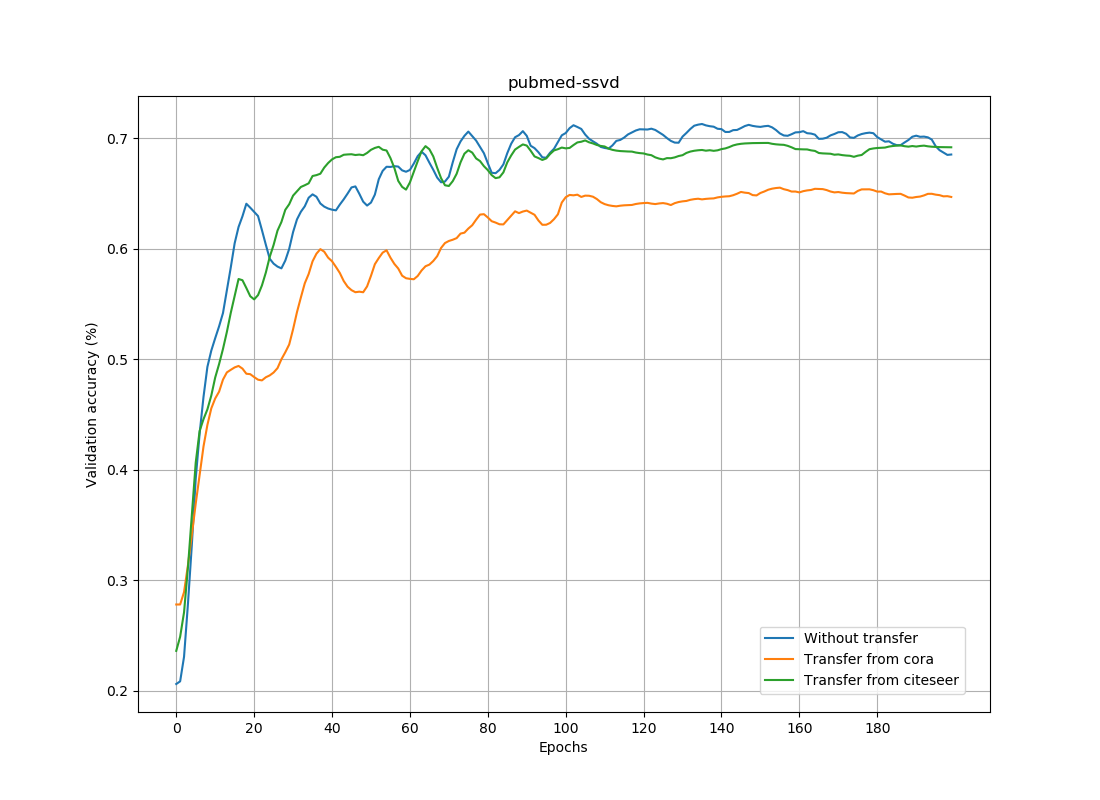 pubmed-ssvd
Validation accuracy (%)
0.7
0.6
0.5
0.4
0.3
0.2
Without transfer
Transfer from cora
Transfer from citeseer
0 20 40 60 80 100 120 140 160 180
Epochs